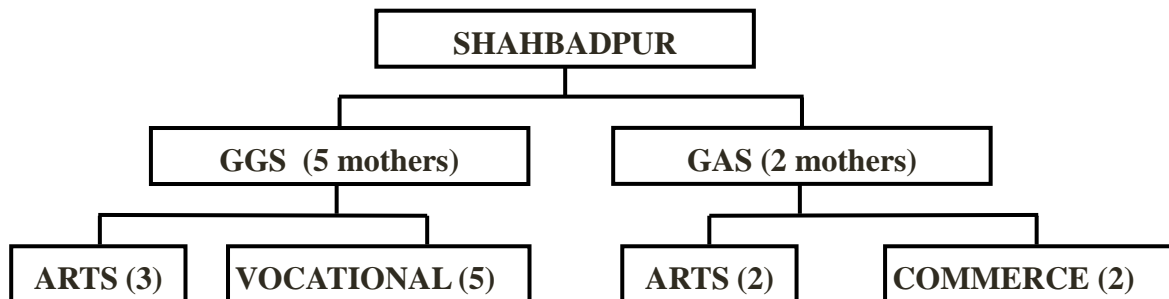 SHAHBADPUR
GGS (5 mothers)
GAS (2 mothers)
ARTS (3)
VOCATIONAL (5)
ARTS (2)
COMMERCE (2)